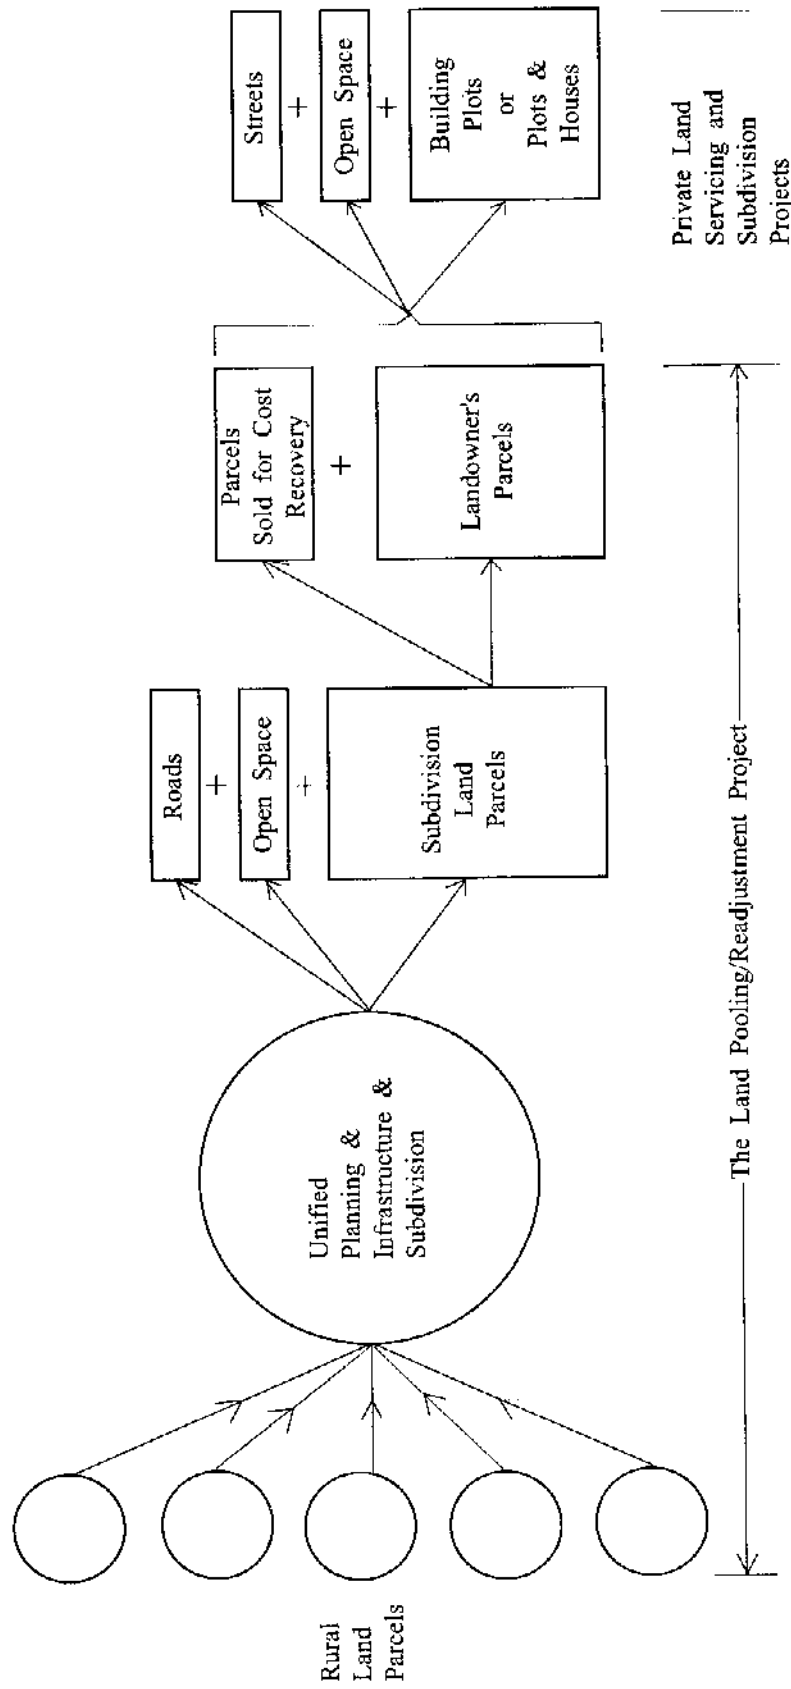 Rural
Land
Parcels
Unified
Planning &
Infrastructure &
Subdivision
Roads
+
Open Space
+
Subdivision
Land
Parcels
Parcels
Sold for Cost
Recovery
+
Landowner's
Parcels
Streets
+
Open Space
+
Building
Plots
or
Plots &
Houses
The Land Pooling/Readjustment Project
Private Land
Servicing and
Subdivision
Projects